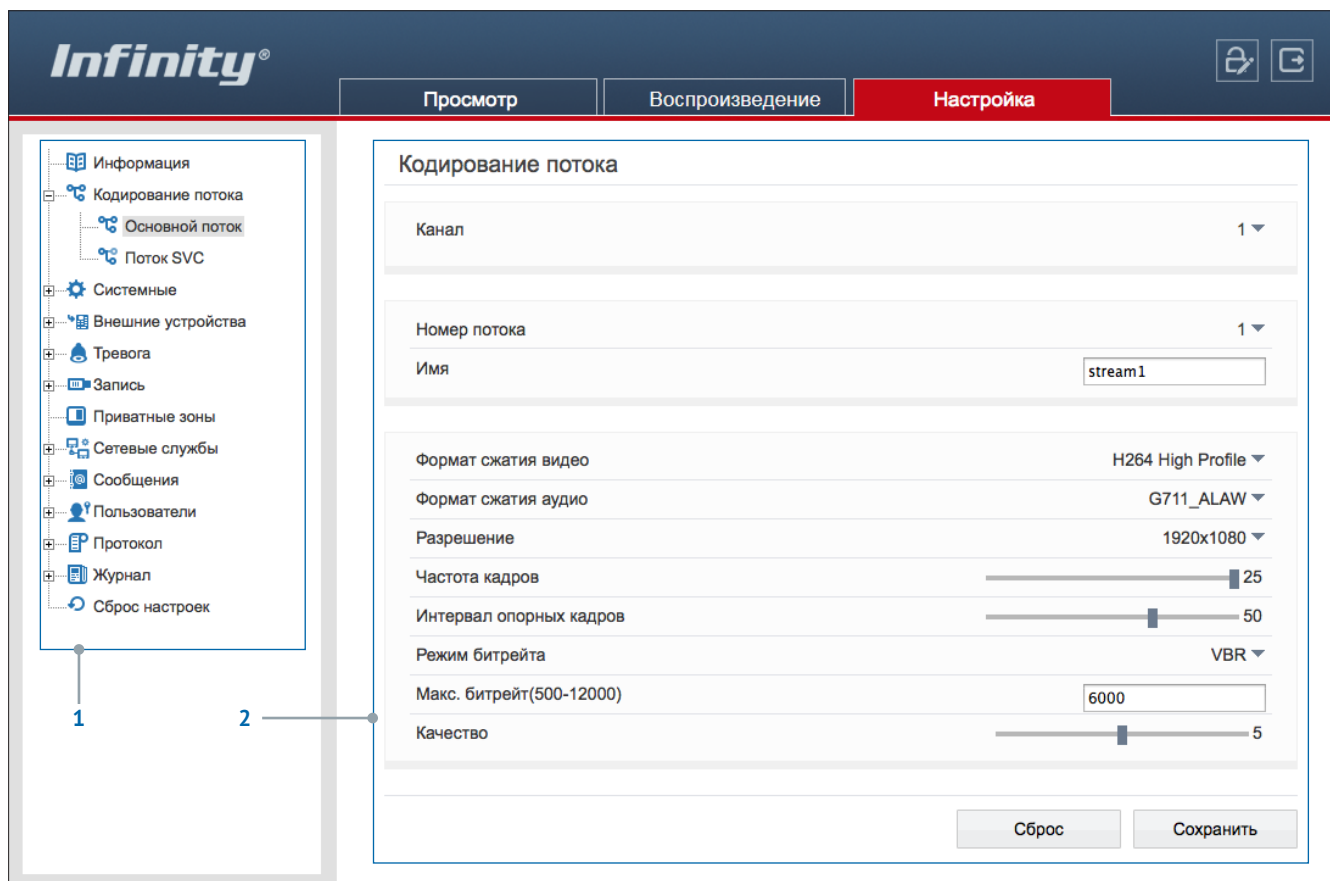 Infinity®
Просмотр
Воспроизведение
Настройка
Информация
Кодирование потока
Основной поток
Поток SVC
Системные
Внешние устройства
Тревога
Запись
Приватные зоны
Сетевые службы
Сообщения
Пользователи
Протокол
Журнал
Сброс настроек
1
2
Кодирование потока
Канал 1
Номер потока 1
Имя stream1
Формат сжатия видео H264 High Profile
Формат сжатия аудио G711_ALAW
Разрешение 1920x1080
Частота кадров 25
Интервал опорных кадров 50
Режим битрейта VBR
Макс. битрейт(500-12000) 6000
Качество 5
Сброс
Сохранить